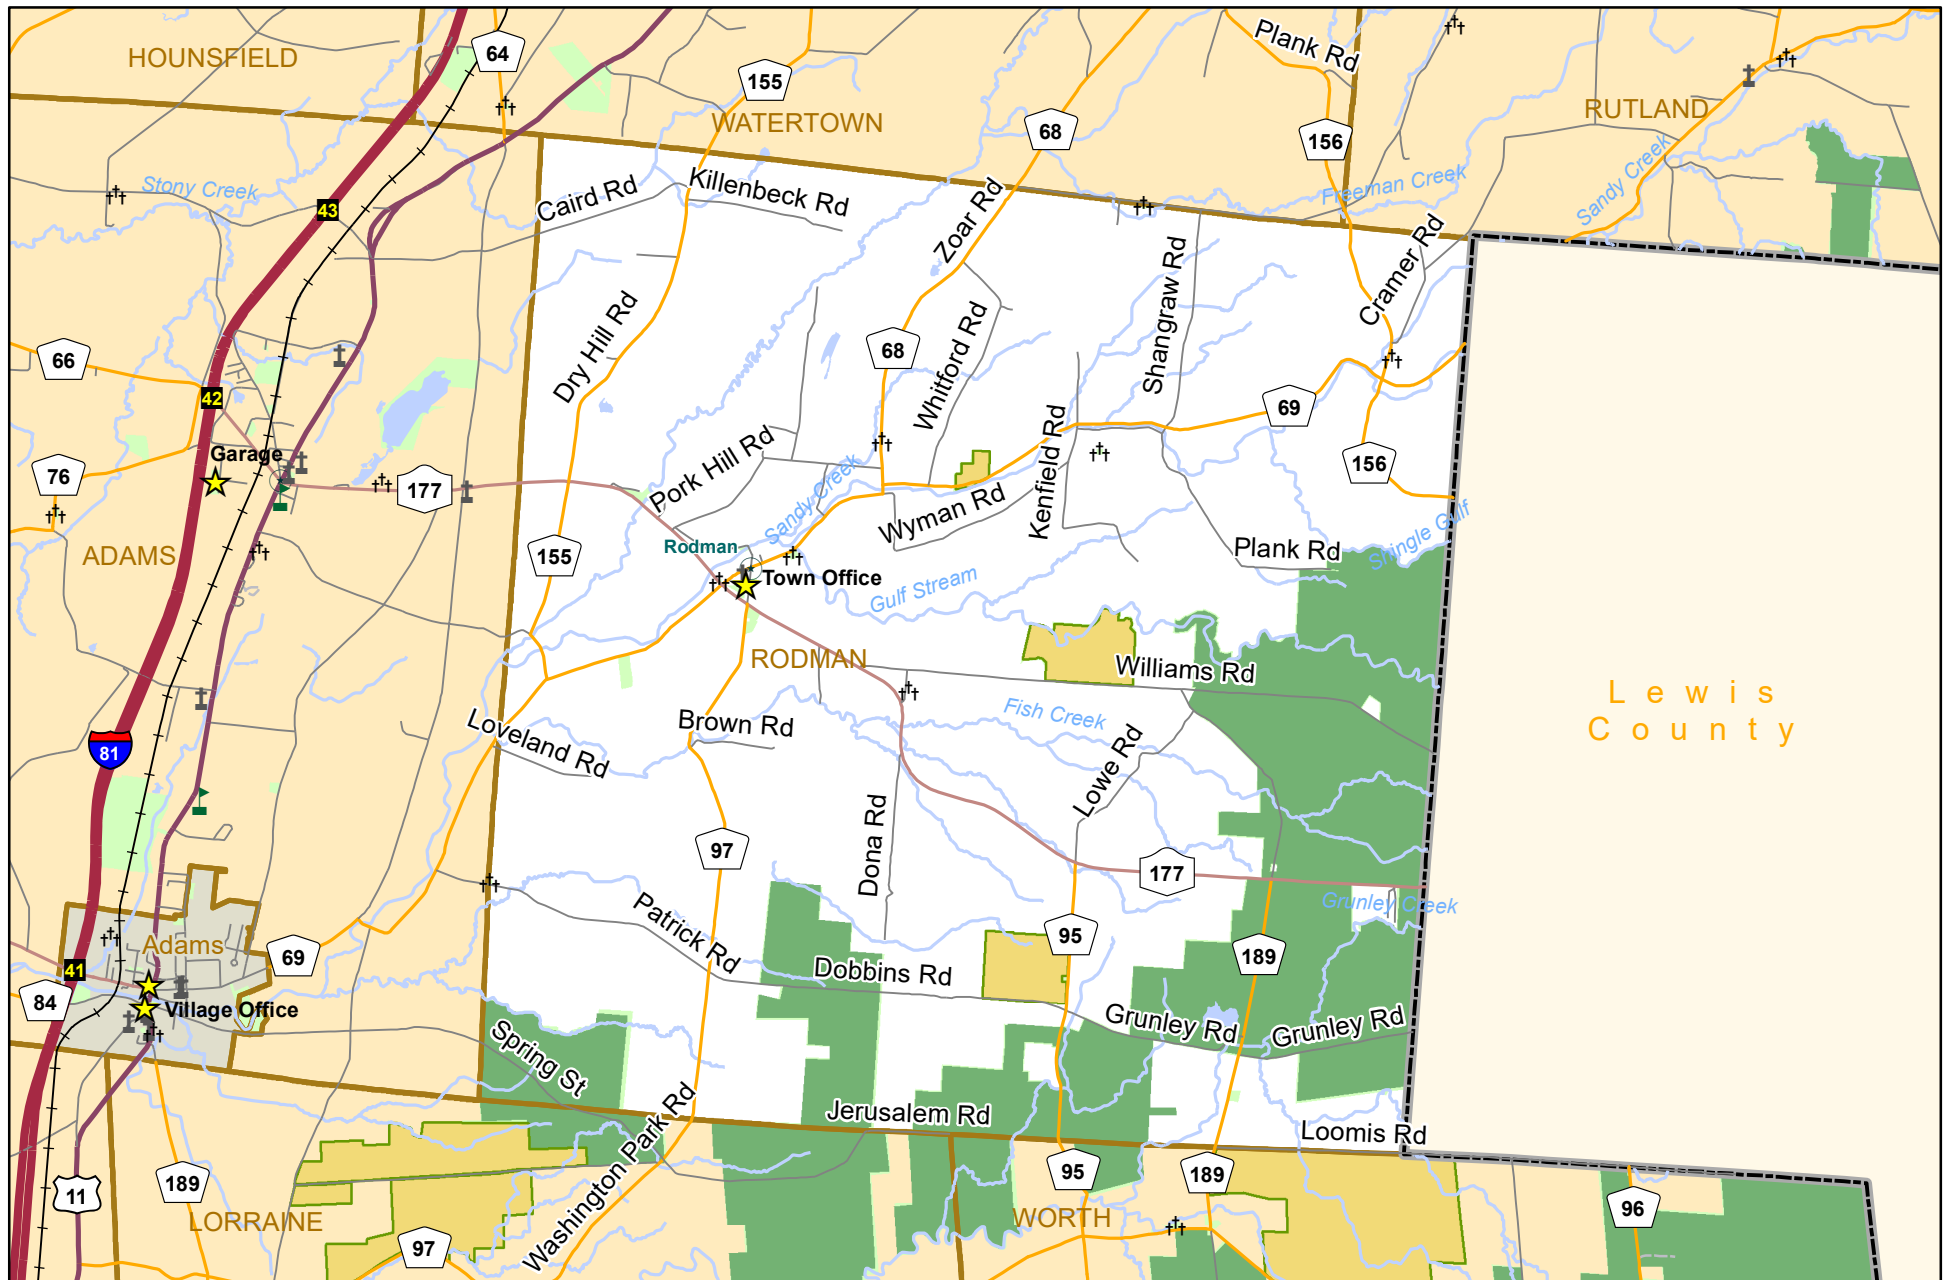 HOUNSFIELD
64
155
WATERTOWN
68
Plank Rd
156
RUTLAND
Stony Creek
43
Caird Rd
Killenbeck Rd
Zoar Rd
Freeman Creek
Sandy Creek
Cramer Rd
Shangraw Rd
Dry Hill Rd
Whitford Rd
68
66
42
69
Garage
76
177
Pork Hill Rd
Sandy Creek
Wyman Rd
Kenfield Rd
156
Plank Rd
Shingle Gulf
ADAMS
155
Rodman
Town Office
Gulf Stream
RODMAN
Williams Rd
Lewis
County
Fish Creek
Brown Rd
Loveland Rd
Lowe Rd
81
Dona Rd
97
177
Grunley Creek
Patrick Rd
95
189
Adams
69
41
84
Village Office
Dobbins Rd
Grunley Rd
Grunley Rd
Spring St
Jerusalem Rd
Loomis Rd
Washington Park Rd
11
189
LORRAINE
97
95
189
WORTH
96